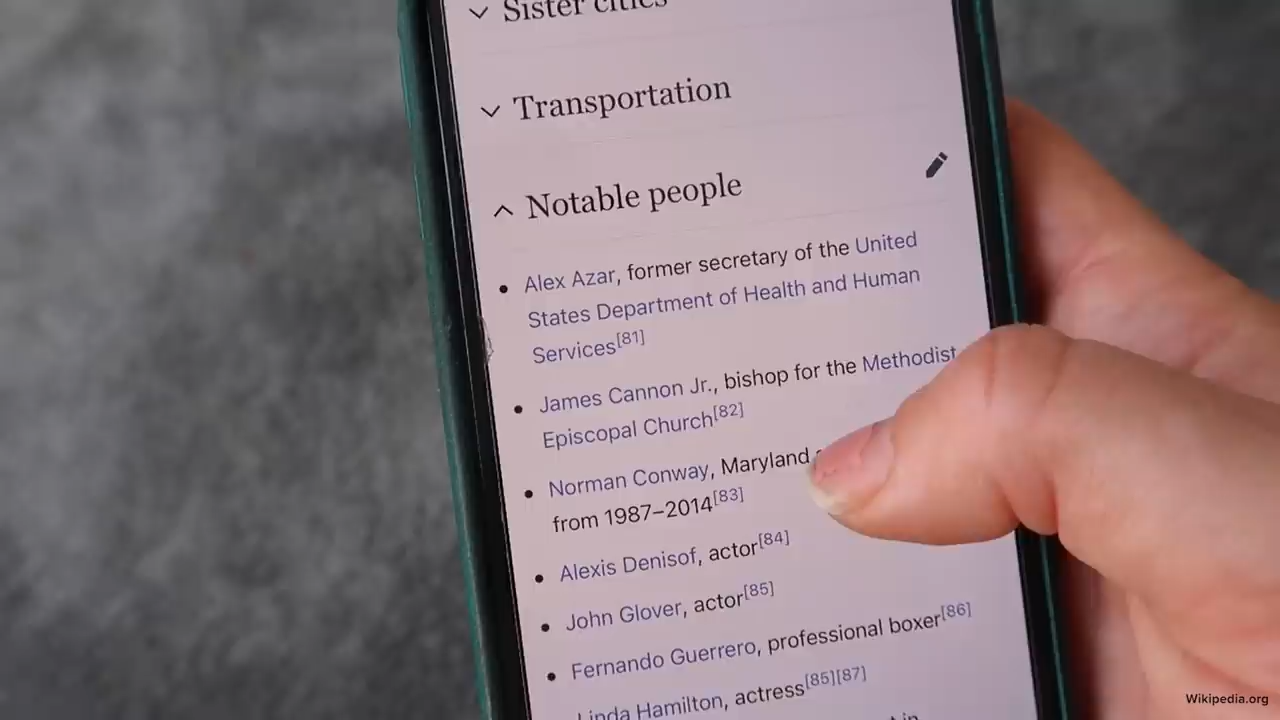 Sister cities
Transportation
Notable people
Alex Azar, former secretary of the United
States Department of Health and Human
Services[81]
James Cannon Jr., bishop for the Methodist
Episcopal Church[82]
Norman Conway, Maryland
from 1987–2014[83]
Alexis Denisof, actor[84]
John Glover, actor[85]
Fernando Guerrero, professional boxer[86]
Linda Hamilton, actress[85][87]
Wikipedia.org